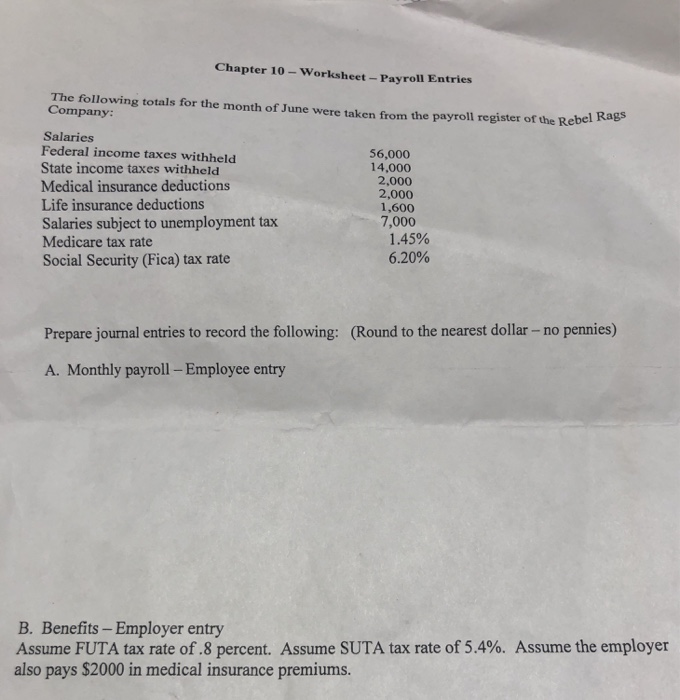 Chapter 10 – Worksheet – Payroll Entries
The following totals for the month of June were taken from the payroll register of the Rebel Rags
Company:
Salaries 56,000
Federal income taxes withheld 14,000
State income taxes withheld 2,000
Medical insurance deductions 2,000
Life insurance deductions 1,600
Salaries subject to unemployment tax 7,000
Medicare tax rate 1.45%
Social Security (Fica) tax rate 6.20%
Prepare journal entries to record the following: (Round to the nearest dollar – no pennies)
A. Monthly payroll – Employee entry
B. Benefits – Employer entry
Assume FUTA tax rate of .8 percent. Assume SUTA tax rate of 5.4%. Assume the employer
also pays $2000 in medical insurance premiums.